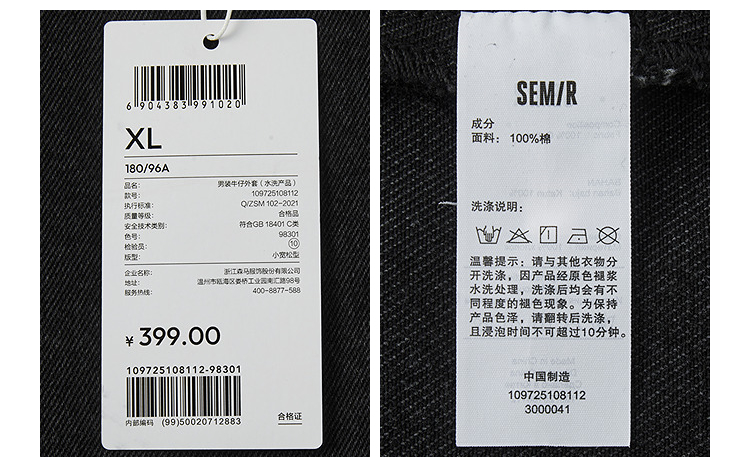 6 904383 991020
XL
180/96A
品名: 男装牛仔外套（水洗产品）
款号: 109725108112
执行标准: Q/ZSM 102-2021
质量等级: 合格品
安全技术类别: 符合GB 18401 C类
色号: 98301
检验员: 10
版型: 小宽松型
企业名称: 浙江森马服饰股份有限公司
地址: 温州市瓯海区娄桥工业园南汇路98号
服务热线: 400-8877-588
¥ 399.00
109725108112-98301
内部编码 (99)50020712883
合格证
SEM/R
成分
面料: 100%棉
洗涤说明:
温馨提示: 请与其他衣物分
开洗涤，因产品经原色褪浆
水洗处理，洗涤后均会有不
同程度的褪色现象。为保持
产品色泽，请翻转后洗涤，
且浸泡时间不可超过10分钟。
中国制造
109725108112
3000041